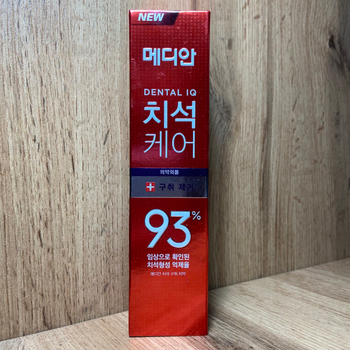 NEW
메디안
DENTAL IQ
치석
케어
의약외품
구취 제거
93%
임상으로 확인된
치석형성 억제율